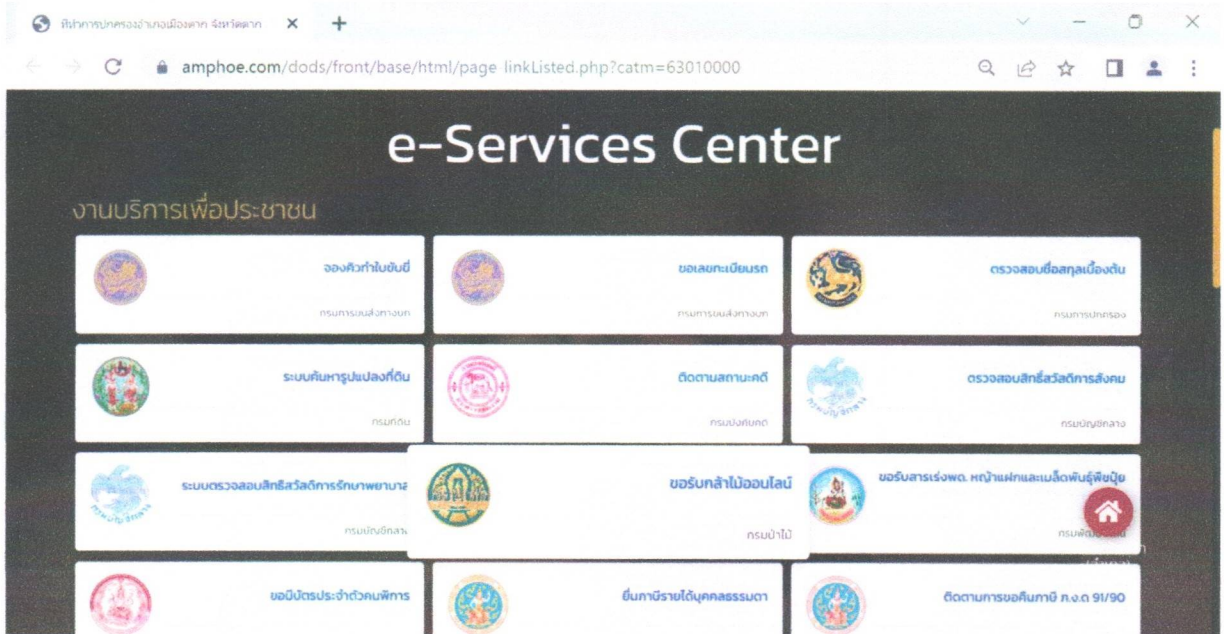 ที่ทำการปกครองอำเภอเมืองตาก จังหวัดตาก
amphoe.com/dods/front/base/html/page-linkListed.php?catm=63010000
e-Services Center
งานบริการเพื่อประชาชน
จองคิวทำใบขับขี่
กรมการขนส่งทางบก
ขอเลขทะเบียนรถ
กรมการขนส่งทางบก
ตรวจสอบชื่อสกุลเบื้องต้น
กรมการปกครอง
ระบบค้นหารูปแปลงที่ดิน
กรมที่ดิน
ติดตามสถานะคดี
กรมบังคับคดี
ตรวจสอบสิทธิ์สวัสดิการสังคม
กรมบัญชีกลาง
ระบบตรวจสอบสิทธิสวัสดิการรักษาพยาบาล
กรมบัญชีกลาง
ขอรับกล้าไม้ออนไลน์
กรมป่าไม้
ขอรับสารเร่งพด. หญ้าแฝกและเมล็ดพันธุ์พืชปุ๋ย
ขอมีบัตรประจำตัวคนพิการ
ยื่นภาษีรายได้บุคคลธรรมดา
ติดตามการขอคืนภาษี ภ.ง.ด 91/90